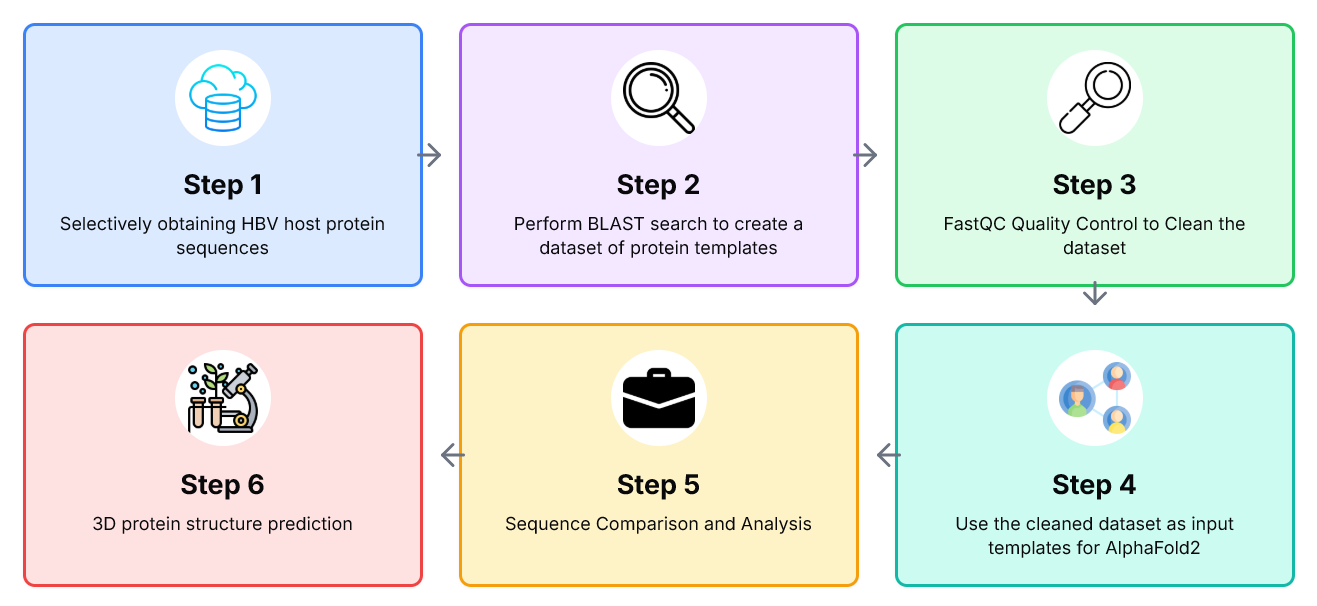 Step 1
Selectively obtaining HBV host protein
sequences
Step 2
Perform BLAST search to create a
dataset of protein templates
Step 3
FastQC Quality Control to Clean the
dataset
Step 4
Use the cleaned dataset as input
templates for AlphaFold2
Step 5
Sequence Comparison and Analysis
Step 6
3D protein structure prediction